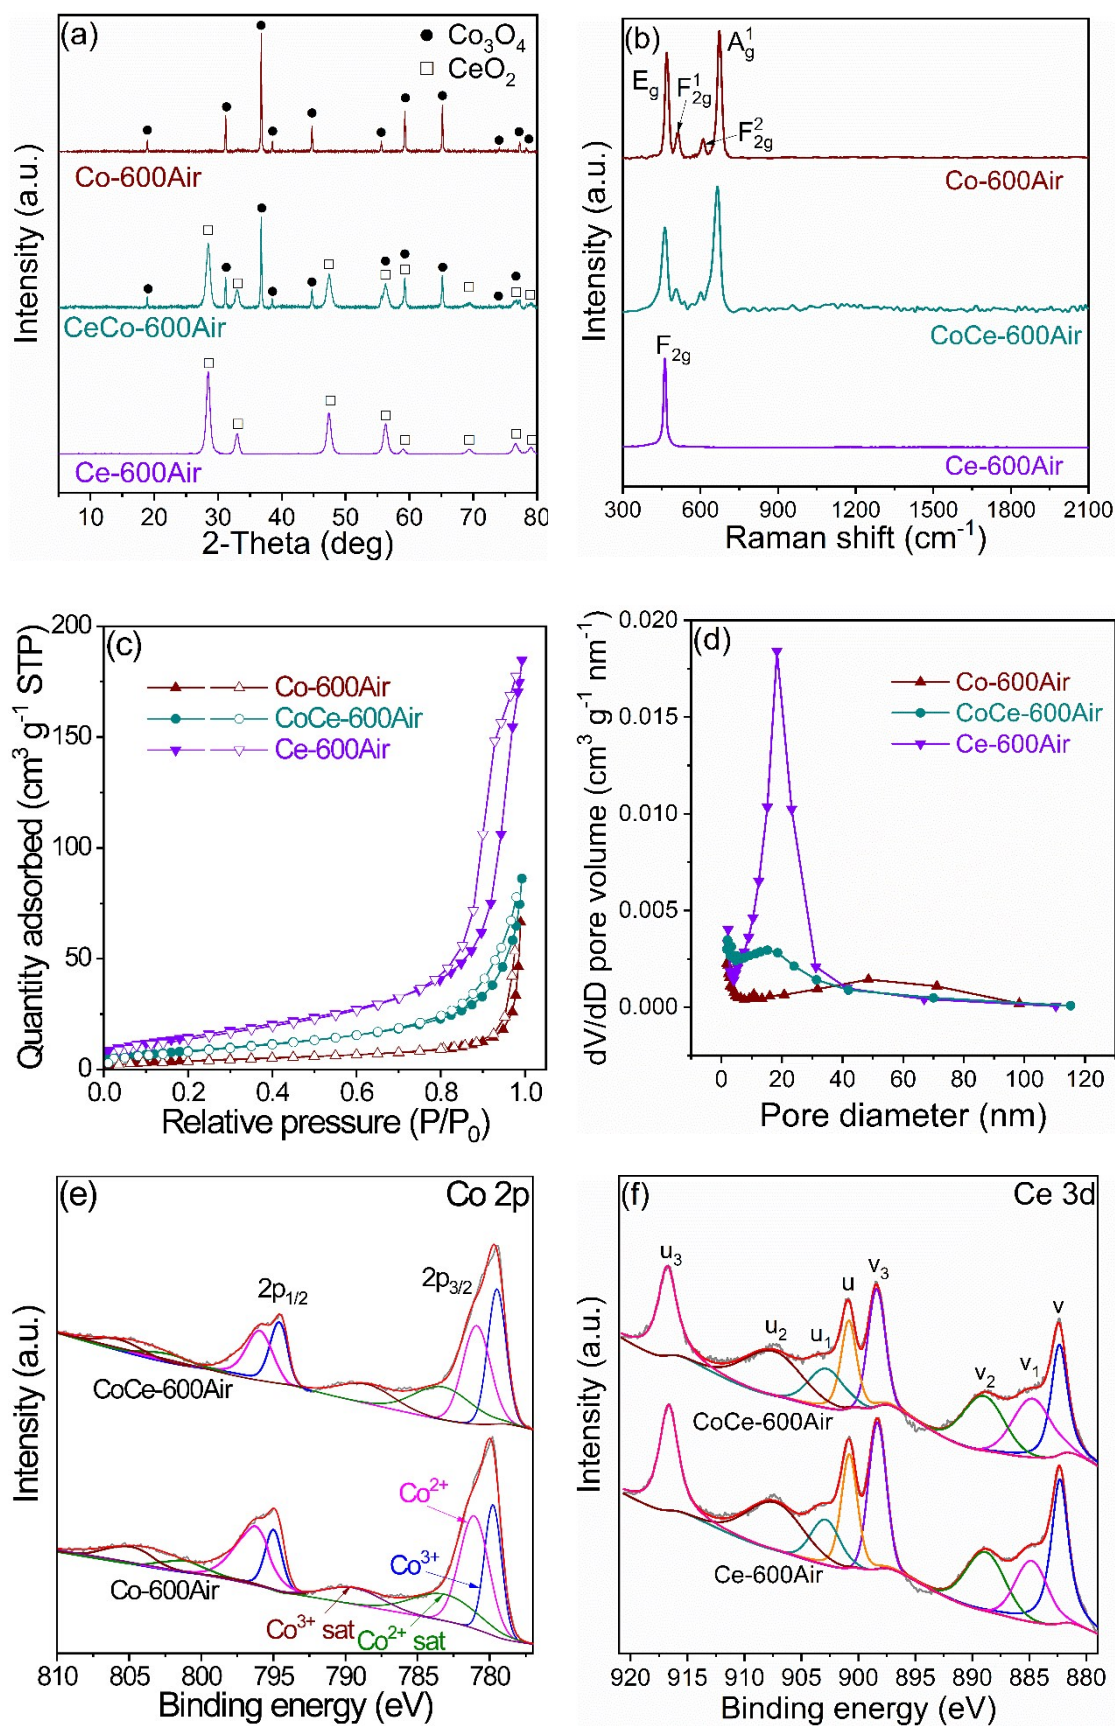 (a)
● Co₃O₄
□ CeO₂
Co-600Air
CeCo-600Air
Ce-600Air
Intensity (a.u.)
10 20 30 40 50 60 70 80
2-Theta (deg)
(b)
A¹g
Eg
F¹2g
F²2g
Co-600Air
CoCe-600Air
F2g
Ce-600Air
Intensity (a.u.)
300 600 900 1200 1500 1800 2100
Raman shift (cm⁻¹)
(c)
200
150
100
50
0
Co-600Air
CoCe-600Air
Ce-600Air
Quantity adsorbed (cm³ g⁻¹ STP)
0.0 0.2 0.4 0.6 0.8 1.0
Relative pressure (P/P₀)
(d)
0.020
0.015
0.010
0.005
0.000
Co-600Air
CoCe-600Air
Ce-600Air
dV/dD pore volume (cm³ g⁻¹ nm⁻¹)
0 20 40 60 80 100 120
Pore diameter (nm)
(e)
Co 2p
2p₃/₂
2p₁/₂
CoCe-600Air
Co²⁺
Co³⁺
Co-600Air
Co³⁺ sat
Co²⁺ sat
Intensity (a.u.)
810 805 800 795 790 785 780
Binding energy (eV)
(f)
Ce 3d
u₃
u₂
u₁
u
v₃
v₂
v₁
v
CoCe-600Air
Ce-600Air
Intensity (a.u.)
920 915 910 905 900 895 890 885 880
Binding energy (eV)